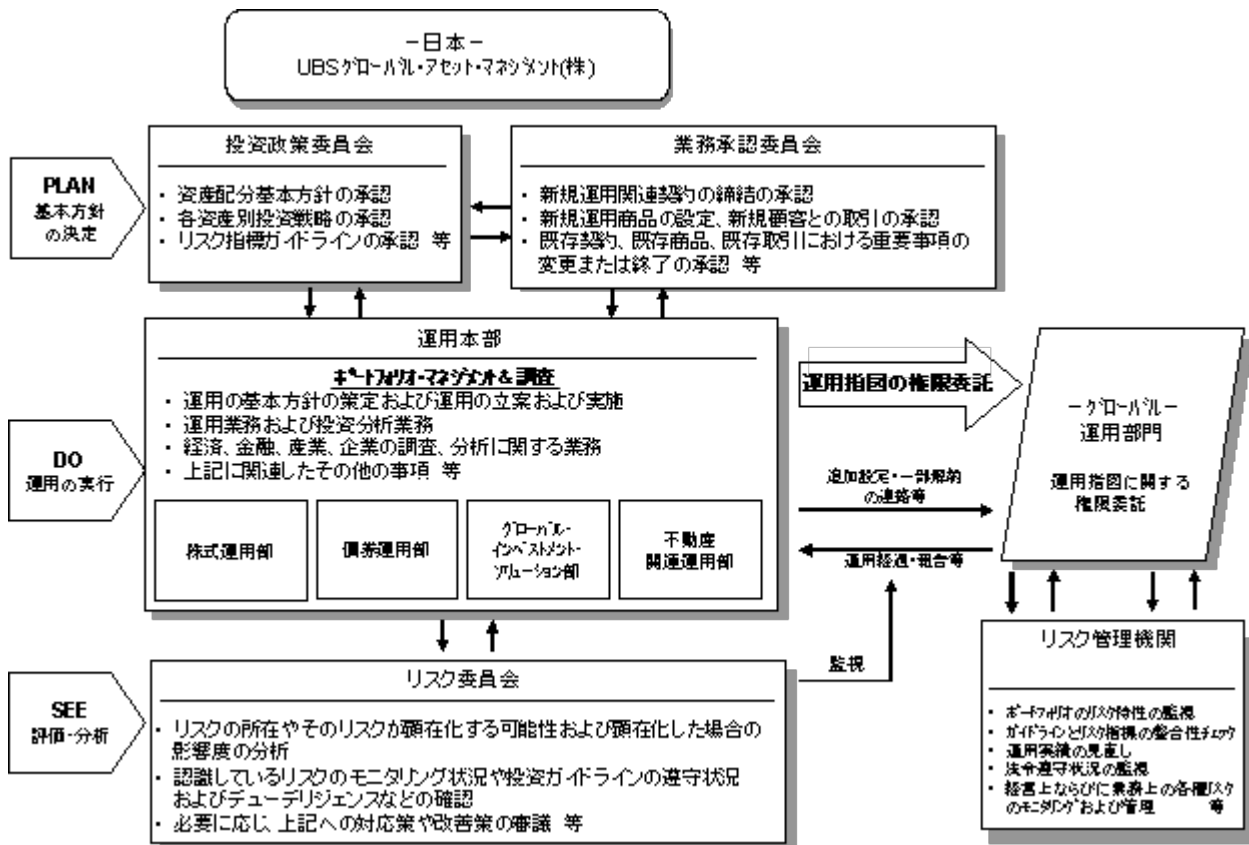 －日本－
UBSｸﾞﾛｰﾊﾞﾙ・ｱｾｯﾄ・ﾏﾈｼﾞﾒﾝﾄ(株)
PLAN
基本方針
の決定
投資政策委員会
・ 資産配分基本方針の承認
・ 各資産別投資戦略の承認
・ リスク指標ガイドラインの承認 等
業務承認委員会
・ 新規運用関連契約の締結の承認
・ 新規運用商品の設定、新規顧客との取引の承認
・ 既存契約、既存商品、既存取引における重要事項の
変更または終了の承認 等
DO
運用の実行
運用本部
ﾎﾟｰﾄﾌｫﾘｵ・ﾏﾈｼﾞﾒﾝﾄ＆調査
・ 運用の基本方針の策定および運用の立案および実施
・ 運用業務および投資分析業務
・ 経済、金融、産業、企業の調査、分析に関する業務
・ 上記に関連したその他の事項 等
株式運用部
債券運用部
ｸﾞﾛｰﾊﾞﾙ・
ｲﾝﾍﾞｽﾄﾒﾝﾄ・
ｿﾘｭｰｼｮﾝ部
不動産
関連運用部
運用指図の権限委託
追加設定・一部解約
の連絡等
運用経過・報告等
監視
－ｸﾞﾛｰﾊﾞﾙ－
運用部門
運用指図に関する
権限委託
SEE
評価・分析
リスク委員会
・ リスクの所在やそのリスクが顕在化する可能性および顕在化した場合の
影響度の分析
・ 認識しているリスクのモニタリング状況や投資ガイドラインの遵守状況
およびデューデリジェンスなどの確認
・ 必要に応じ、上記への対応策や改善策の審議 等
リスク管理機関
・ ﾎﾟｰﾄﾌｫﾘｵのﾘｽｸ特性の監視
・ ｶﾞｲﾄﾞﾗｲﾝとﾘｽｸ指標の整合性ﾁｪｯｸ
・ 運用実績の見直し
・ 法令遵守状況の監視
・ 経営上ならびに業務上の各種ﾘｽｸ
のﾓﾆﾀﾘﾝｸﾞおよび管理 等